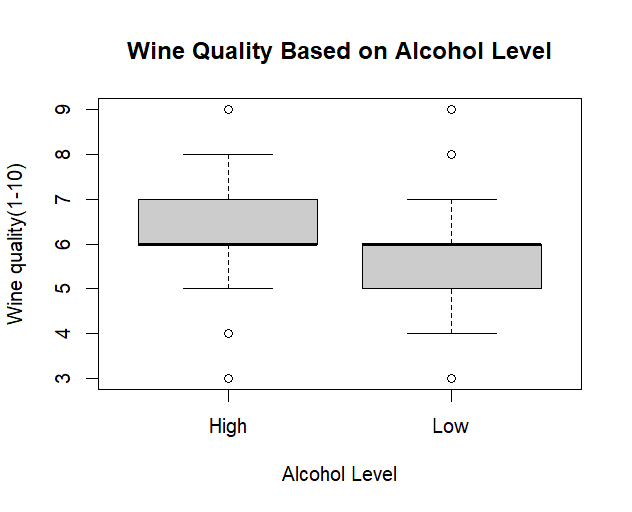 Wine Quality Based on Alcohol Level
Wine quality(1-10)
9
8
7
6
5
4
3
High Low
Alcohol Level